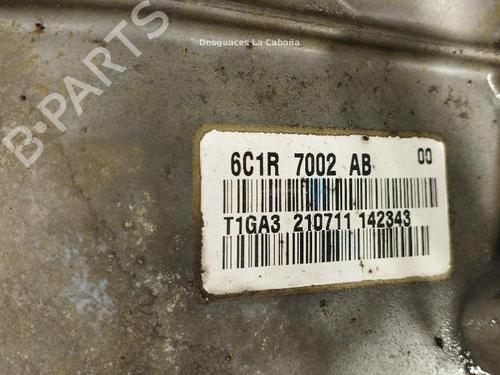 Desguaces La Cabaña
B-PARTS
6C1R 7002 AB 00
T1GA3 210711 142343